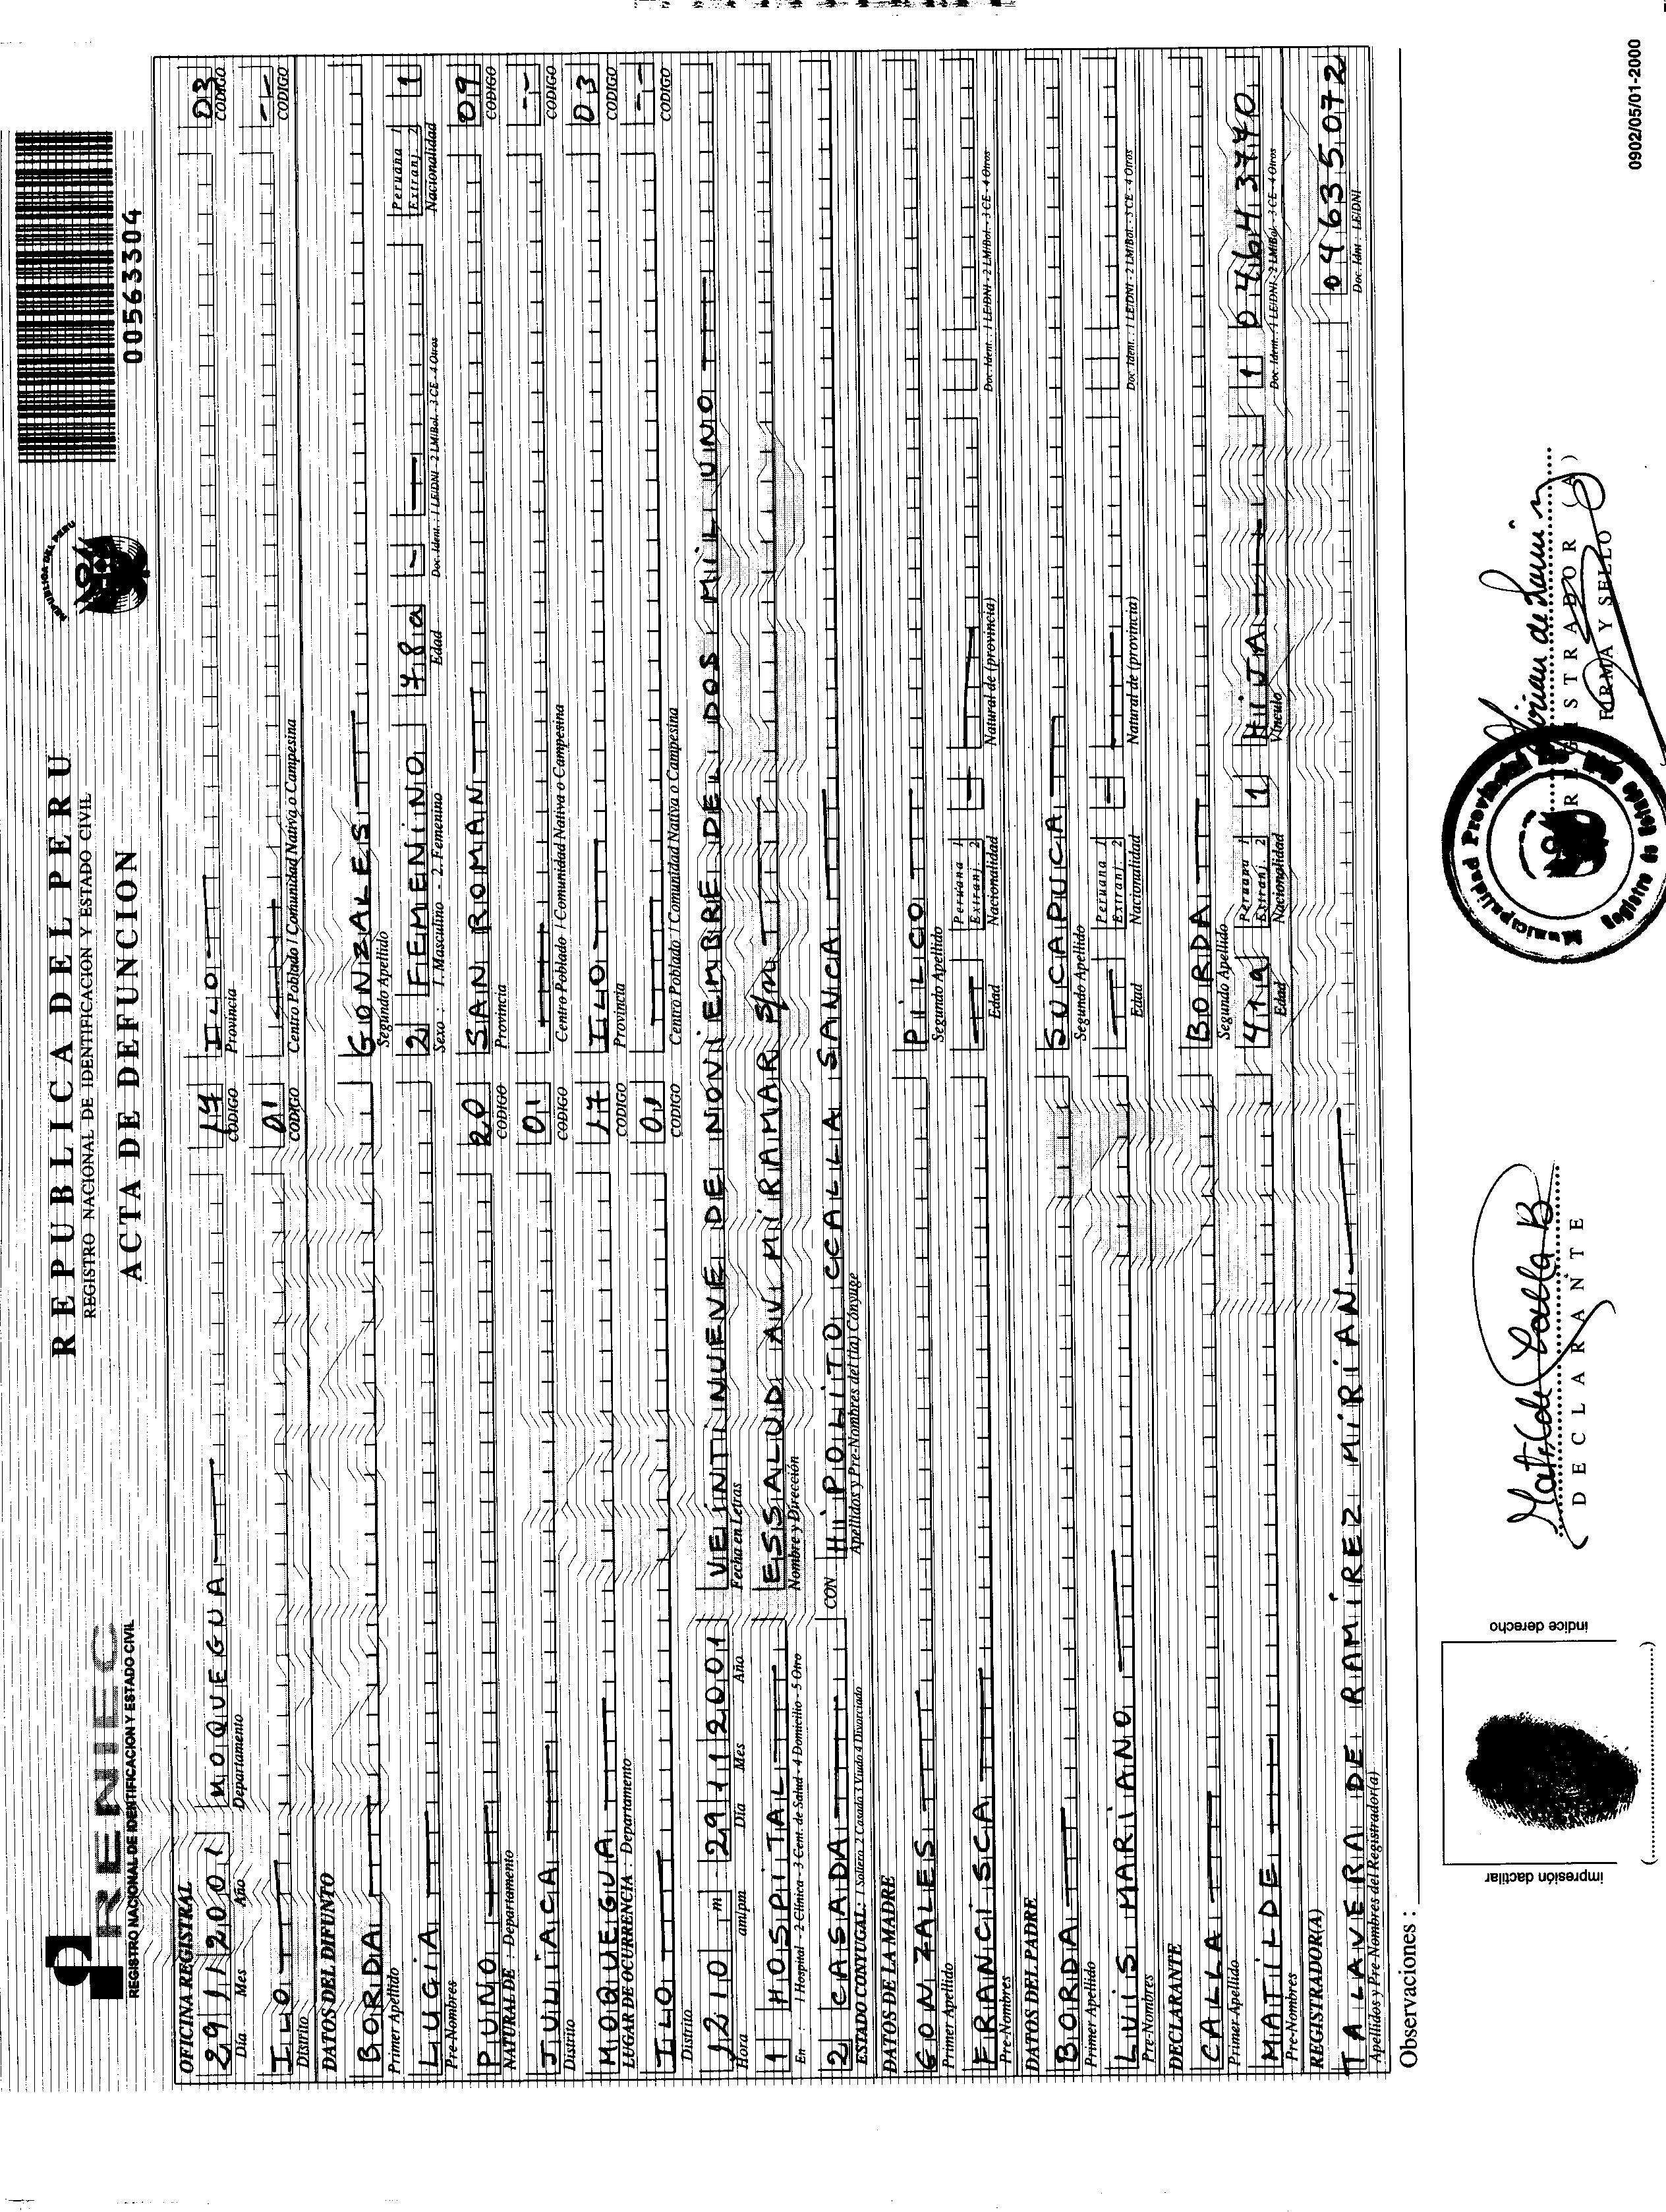 RENIEC
REGISTRO NACIONAL DE IDENTIFICACION Y ESTADO CIVIL
REPUBLICA DEL PERU
REGISTRO NACIONAL DE IDENTIFICACION Y ESTADO CIVIL
ACTA DE DEFUNCION
REPUBLICA DEL PERU
00563304
OFICINA REGISTRAL
29 11 2001 MOQUEGUA 17 ILO 03
Día Mes Año Departamento CODIGO Provincia CODIGO
ILO 01 --
Distrito CODIGO Centro Poblado / Comunidad Nativa o Campesina CODIGO
DATOS DEL DIFUNTO
BORDA GONZALES
Primer Apellido Segundo Apellido
LUCIA 2 FEMENINO 78a - Peruana 1 Extranj. 2 1
Pre-Nombres Sexo : 1. Masculino - 2. Femenino Edad Doc. Ident. : 1 LE/DNI - 2 LM/Bol. - 3 CE - 4 Otros Nacionalidad
PUNO 20 SAN ROMAN 09
NATURAL DE : Departamento CODIGO Provincia CODIGO
JULIACA 01 --
Distrito CODIGO Centro Poblado / Comunidad Nativa o Campesina CODIGO
MOQUEGUA 17 ILO 03
LUGAR DE OCURRENCIA : Departamento CODIGO Provincia CODIGO
ILO 01 --
Distrito CODIGO Centro Poblado / Comunidad Nativa o Campesina CODIGO
1210 m 29 11 2001 VEINTINUEVE DE NOVIEMBRE DEL DOS MIL UNO
Hora am/pm Día Mes Año Fecha en Letras
1 HOSPITAL ESSALUD AV MIRAMAR S/N
En : 1 Hospital - 2 Clínica - 3 Cent. de Salud - 4 Domicilio - 5 Otro Nombre y Dirección
2 CASADA CON HIPOLITO CCALLA SANCA
ESTADO CONYUGAL: 1 Soltero 2 Casado 3 Viudo 4 Divorciado Apellidos y Pre-Nombres del (la) Cónyuge
DATOS DE LA MADRE
GONZALES PILCO
Primer Apellido Segundo Apellido
FRANCISCA Peruana 1 Extranj. 2
Pre-Nombres Edad Nacionalidad Natural de (provincia) Doc. Ident. : 1 LE/DNI - 2 LM/Bol. - 3 CE - 4 Otros
DATOS DEL PADRE
BORDA SUCAPUCA
Primer Apellido Segundo Apellido
LUIS MARIANO Peruana 1 Extranj. 2 -
Pre-Nombres Edad Nacionalidad Natural de (provincia) Doc. Ident. : 1 LE/DNI - 2 LM/Bol. - 3 CE - 4 Otros
DECLARANTE
CALLA BORDA
Primer Apellido Segundo Apellido
MATILDE 41a Peruana 1 Extranj. 2 1 HIJA 1 04643770
Pre-Nombres Edad Nacionalidad Vínculo Doc. Ident. : 1 LE/DNI - 2 LM/Bol. - 3 CE - 4 Otros
REGISTRADOR(A)
TALAVERA DE RAMIREZ MIRIAN 04635072
Apellidos y Pre-Nombres del Registrador(a) Doc. Iden : LE/DNI
Observaciones :
impresión dactilar
índice derecho
Matilde Calla B
DECLARANTE
Municipalidad Provincial
Registro de Estado Civil
REGISTRADOR (A)
FIRMA Y SELLO
0902/05/01-2000